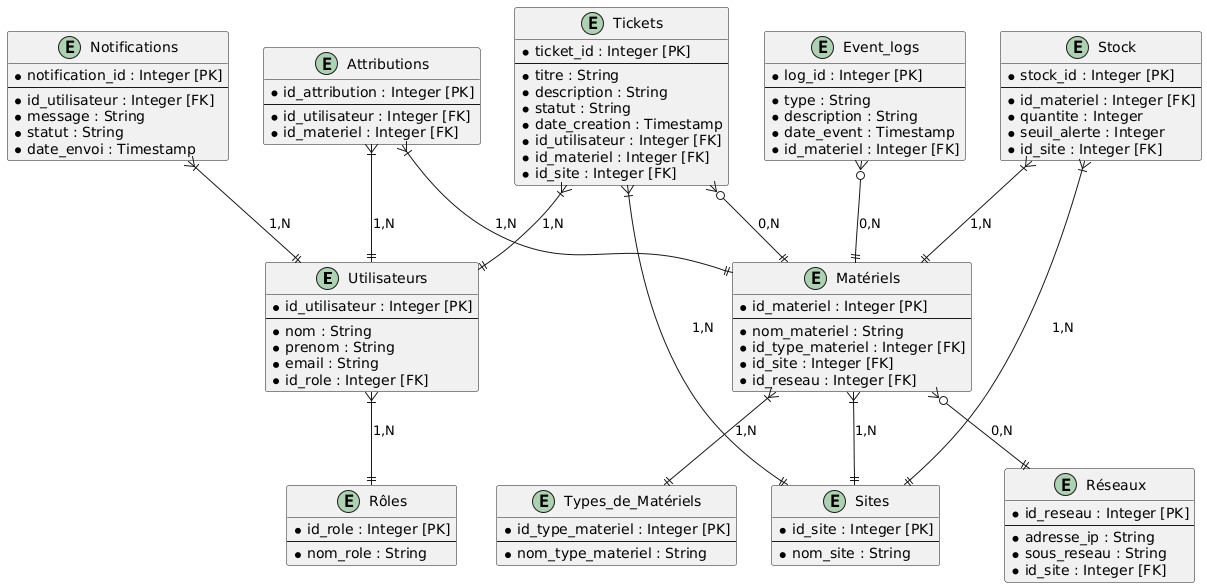 E Notifications
notification_id : Integer [PK]
id_utilisateur : Integer [FK]
message : String
statut : String
date_envoi : Timestamp
E Attributions
id_attribution : Integer [PK]
id_utilisateur : Integer [FK]
id_materiel : Integer [FK]
E Tickets
ticket_id : Integer [PK]
titre : String
description : String
statut : String
date_creation : Timestamp
id_utilisateur : Integer [FK]
id_materiel : Integer [FK]
id_site : Integer [FK]
E Event_logs
log_id : Integer [PK]
type : String
description : String
date_event : Timestamp
id_materiel : Integer [FK]
E Stock
stock_id : Integer [PK]
id_materiel : Integer [FK]
quantite : Integer
seuil_alerte : Integer
id_site : Integer [FK]
1,N
1,N
1,N
1,N
0,N
0,N
1,N
E Utilisateurs
id_utilisateur : Integer [PK]
nom : String
prenom : String
email : String
id_role : Integer [FK]
1,N
E Matériels
id_materiel : Integer [PK]
nom_materiel : String
id_type_materiel : Integer [FK]
id_site : Integer [FK]
id_reseau : Integer [FK]
1,N
1,N
1,N
1,N
0,N
E Rôles
id_role : Integer [PK]
nom_role : String
E Types_de_Matériels
id_type_materiel : Integer [PK]
nom_type_materiel : String
E Sites
id_site : Integer [PK]
nom_site : String
E Réseaux
id_reseau : Integer [PK]
adresse_ip : String
sous_reseau : String
id_site : Integer [FK]